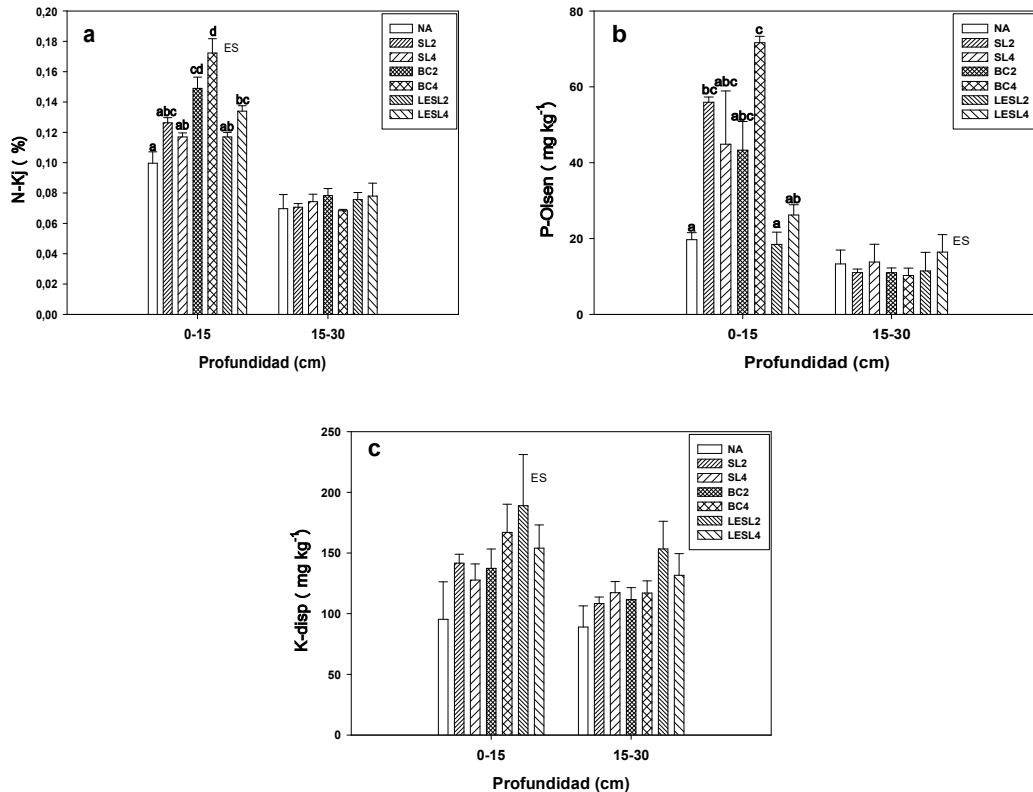 a
N-Kj ( %)
0,20
0,18
0,16
0,14
0,12
0,10
0,08
0,06
0,04
0,02
0,00
a
abc
ab
cd
d
ab
bc
ES
NA
SL2
SL4
BC2
BC4
LESL2
LESL4
0-15
15-30
Profundidad (cm)
b
P-Olsen ( mg kg-1)
80
60
40
20
0
a
bc
abc
abc
c
a
ab
ES
NA
SL2
SL4
BC2
BC4
LESL2
LESL4
0-15
15-30
Profundidad (cm)
c
K-disp ( mg kg-1)
250
200
150
100
50
0
ES
NA
SL2
SL4
BC2
BC4
LESL2
LESL4
0-15
15-30
Profundidad (cm)